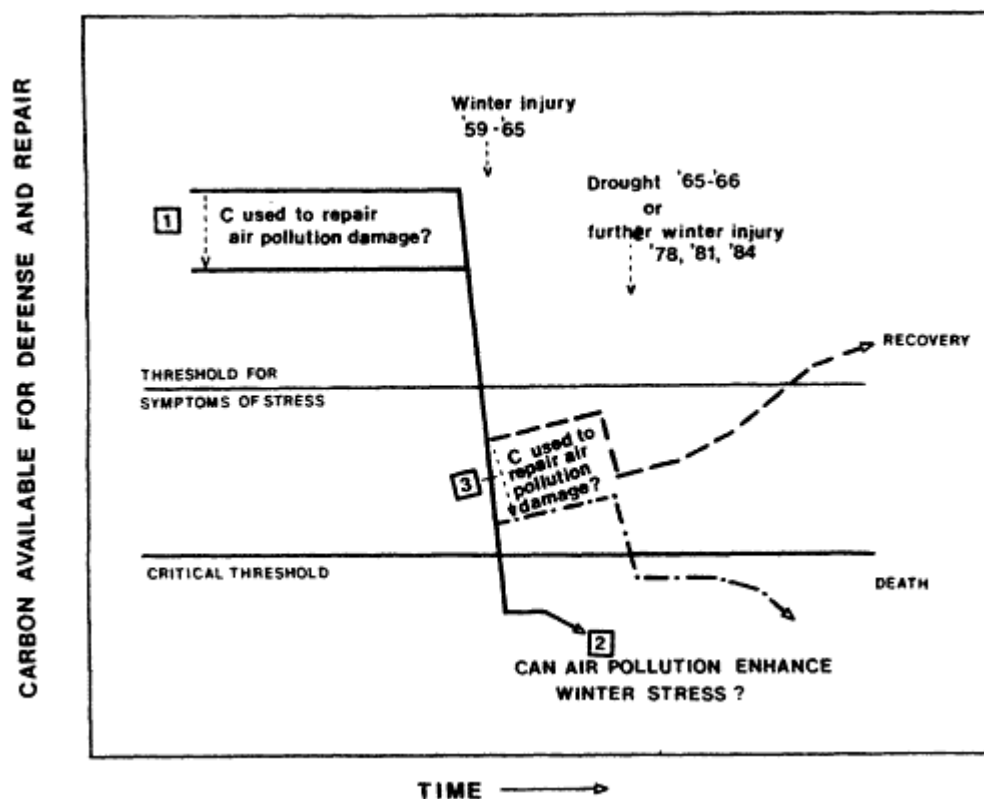 CARBON AVAILABLE FOR DEFENSE AND REPAIR
Winter injury
'59-'65
Drought '65-'66
or
further winter injury
'78, '81, '84
1
C used to repair
air pollution damage?
RECOVERY
THRESHOLD FOR
SYMPTOMS OF STRESS
3
C used to
repair air
pollution
damage?
CRITICAL THRESHOLD
DEATH
2
CAN AIR POLLUTION ENHANCE
WINTER STRESS ?
TIME